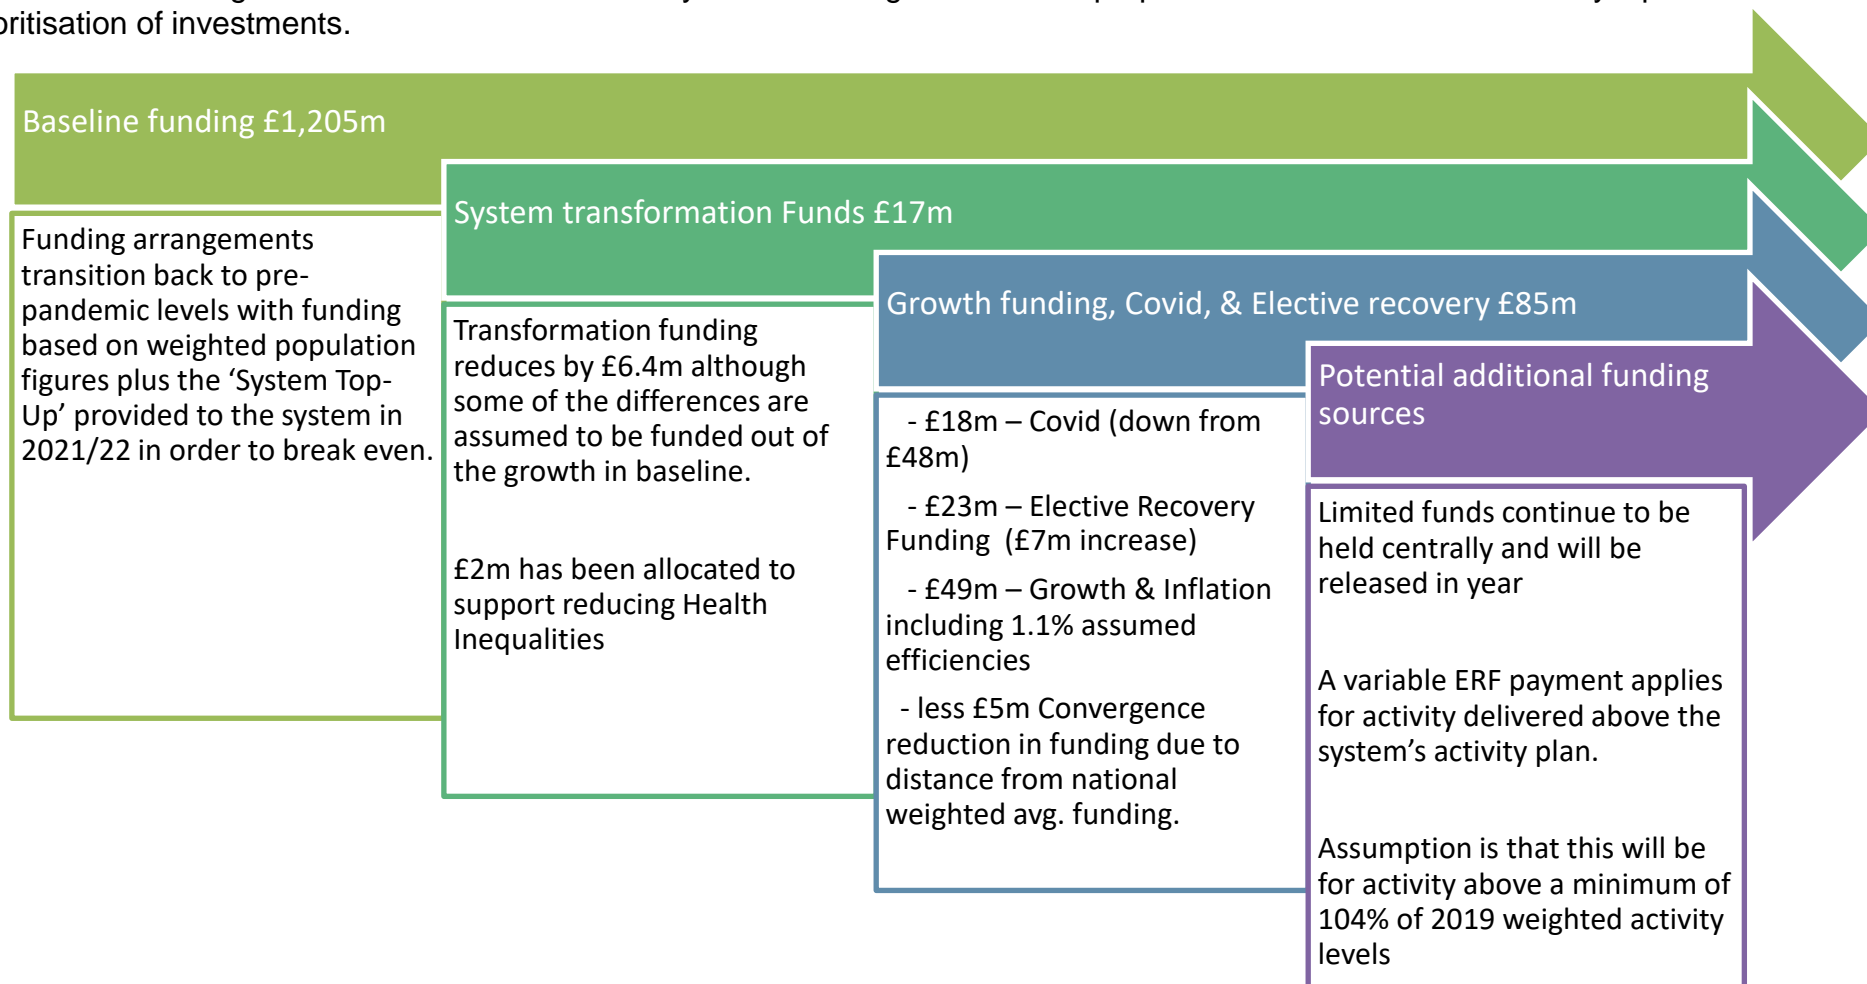 oritisation of investments.
Baseline funding £1,205m
Funding arrangements
transition back to pre-
pandemic levels with funding
based on weighted population
figures plus the ‘System Top-
Up’ provided to the system in
2021/22 in order to break even.
System transformation Funds £17m
Transformation funding
reduces by £6.4m although
some of the differences are
assumed to be funded out of
the growth in baseline.
£2m has been allocated to
support reducing Health
Inequalities
Growth funding, Covid, & Elective recovery £85m
- £18m – Covid (down from
£48m)
- £23m – Elective Recovery
Funding (£7m increase)
- £49m – Growth & Inflation
including 1.1% assumed
efficiencies
- less £5m Convergence
reduction in funding due to
distance from national
weighted avg. funding.
Potential additional funding
sources
Limited funds continue to be
held centrally and will be
released in year
A variable ERF payment applies
for activity delivered above the
system’s activity plan.
Assumption is that this will be
for activity above a minimum of
104% of 2019 weighted activity
levels